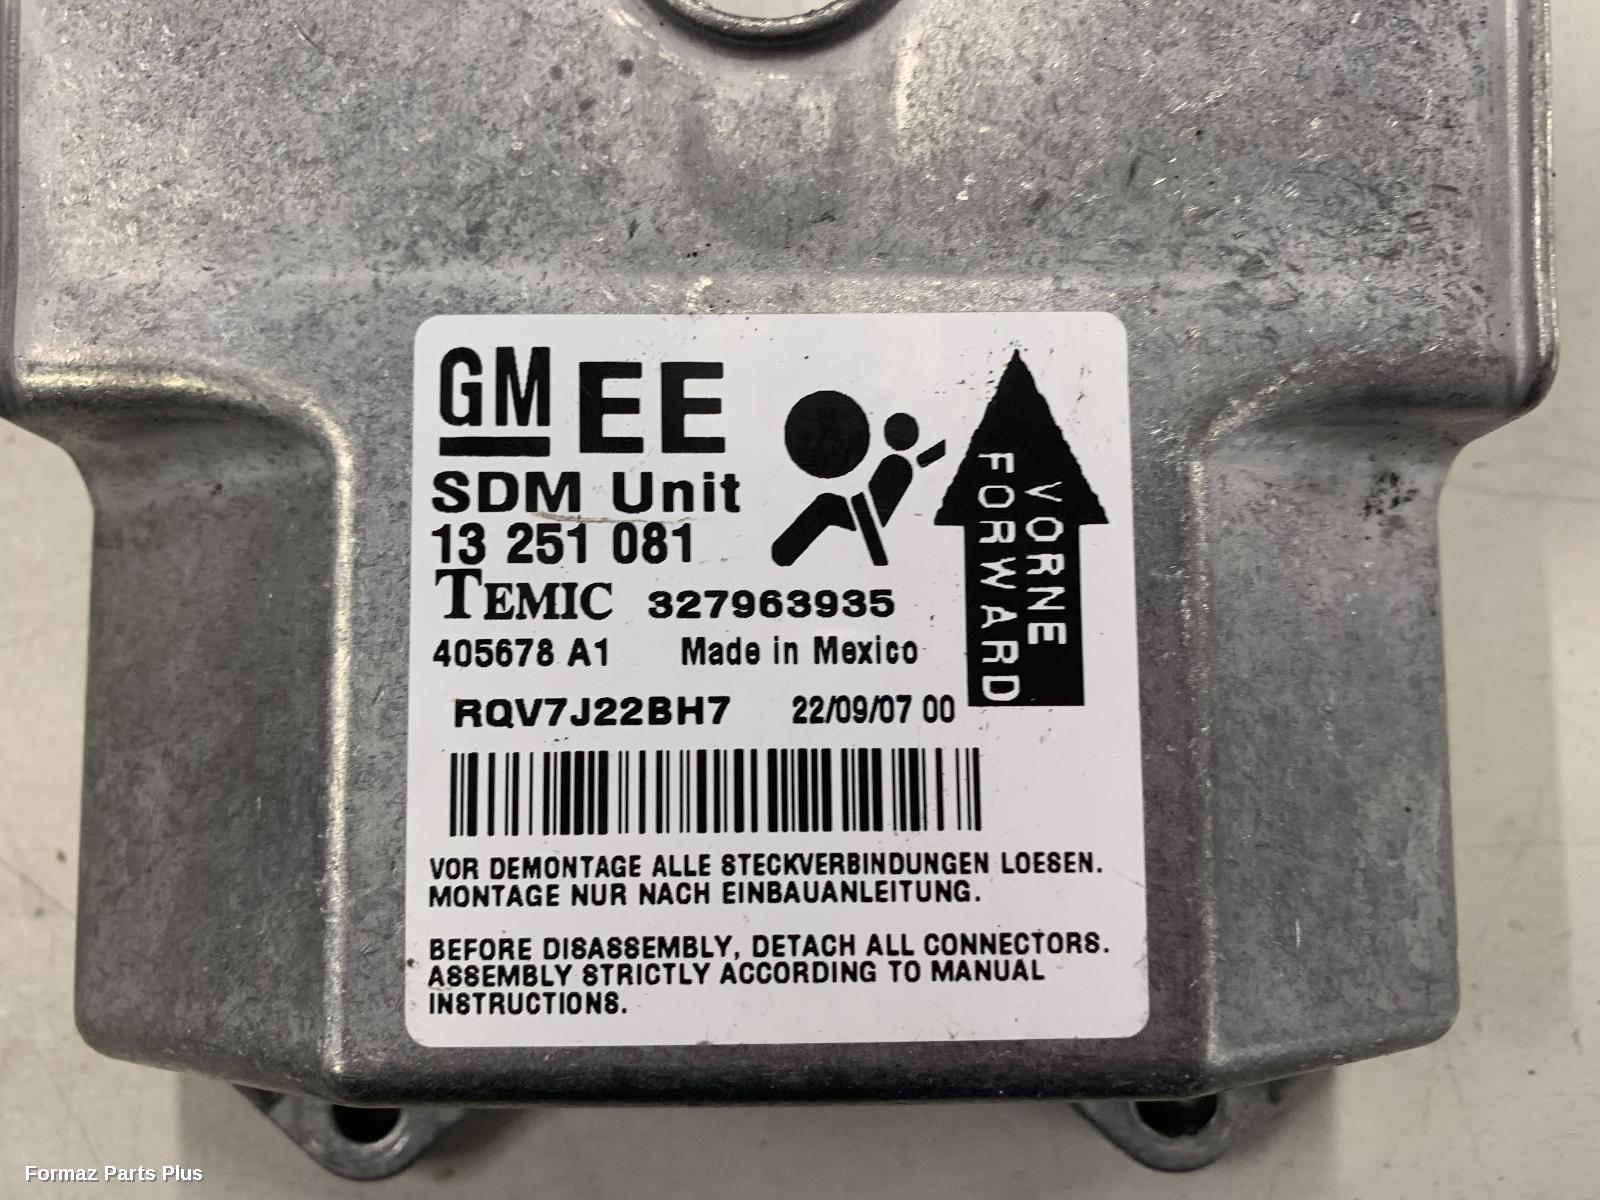 GM EE
SDM Unit
13 251 081
TEMIC 327963935
405678 A1 Made in Mexico
RQV7J22BH7 22/09/07 00
VORNE
FORWARD
VOR DEMONTAGE ALLE STECKVERBINDUNGEN LOESEN.
MONTAGE NUR NACH EINBAUANLEITUNG.
BEFORE DISASSEMBLY, DETACH ALL CONNECTORS.
ASSEMBLY STRICTLY ACCORDING TO MANUAL
INSTRUCTIONS.
Formaz Parts Plus